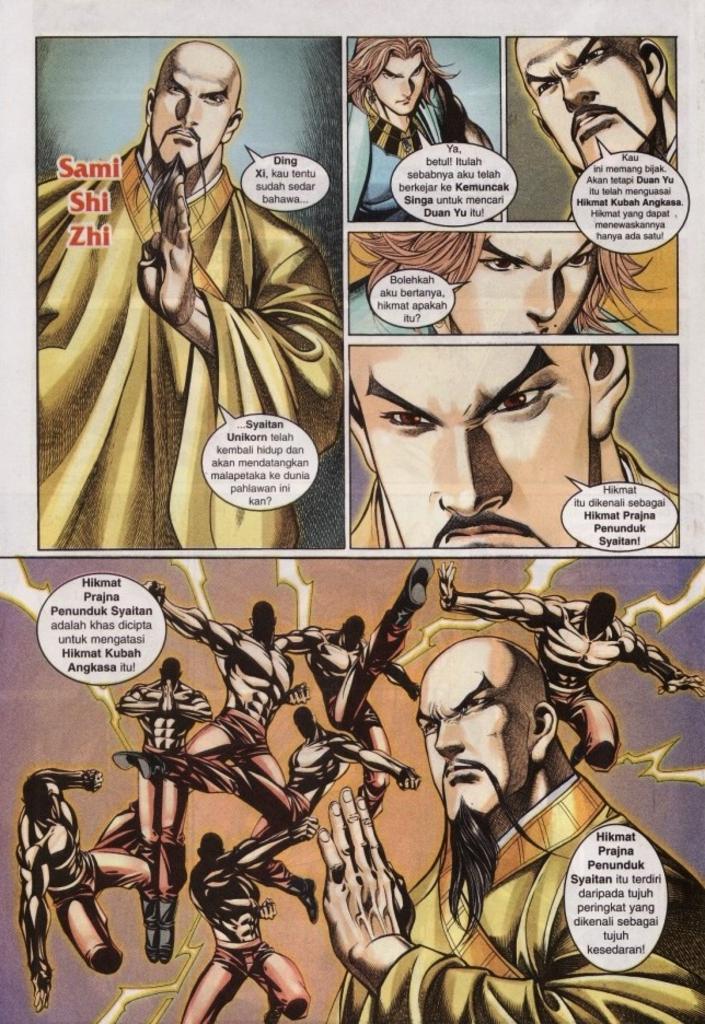 Sami
Shi
Zhi
Ding
Xi, kau tentu
sudah sedar
bahawa...
...Syaitan
Unikorn telah
kembali hidup dan
akan mendatangkan
malapetaka ke dunia
pahlawan ini
kan?
Ya,
betul! Itulah
sebabnya aku telah
berkejar ke Kemuncak
Singa untuk mencari
Duan Yu itu!
Kau
memang bijak.
Akan tetapi Duan Yu
itu telah menguasai
Hikmat Kubah Angkasa.
Hikmat yang dapat
menewaskannya
hanya ada satu!
Bolehkah
aku bertanya,
hikmat apakah
itu?
Hikmat
itu dikenali sebagai
Hikmat Prajna
Penunduk
Syaitan!
Hikmat
Prajna
Penunduk Syaitan
adalah khas dicipta
untuk mengatasi
Hikmat Kubah
Angkasa itu!
Hikmat
Prajna
Penunduk
Syaitan itu terdiri
daripada tujuh
peringkat yang
dikenali sebagai
tujuh
kesedaran!